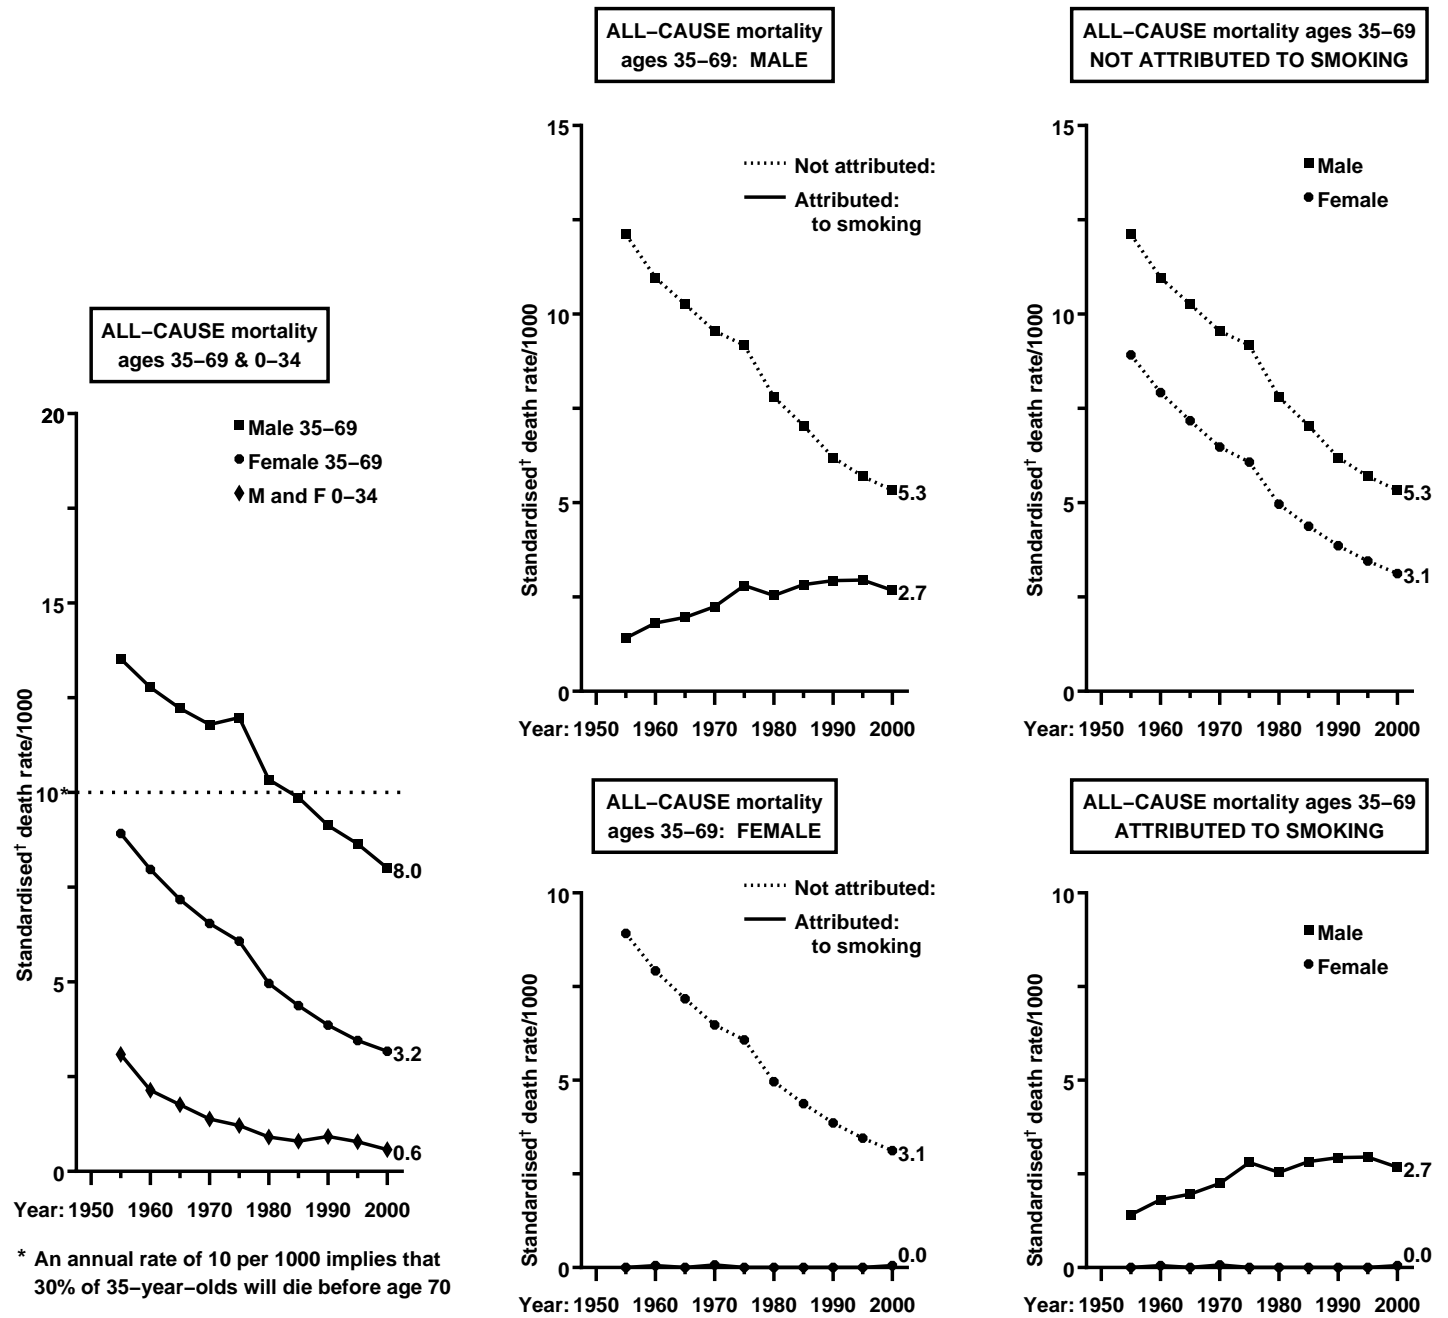 ALL−CAUSE mortality
ages 35−69 & 0−34
Male 35−69
Female 35−69
M and F 0−34
Standardised† death rate/1000
20
15
10*
5
0
8.0
3.2
0.6
Year: 1950 1960 1970 1980 1990 2000
* An annual rate of 10 per 1000 implies that
30% of 35−year−olds will die before age 70
ALL−CAUSE mortality
ages 35−69: MALE
Not attributed:
Attributed:
to smoking
Standardised† death rate/1000
15
10
5
0
5.3
2.7
Year: 1950 1960 1970 1980 1990 2000
ALL−CAUSE mortality ages 35−69
NOT ATTRIBUTED TO SMOKING
Male
Female
Standardised† death rate/1000
15
10
5
0
5.3
3.1
Year: 1950 1960 1970 1980 1990 2000
ALL−CAUSE mortality
ages 35−69: FEMALE
Not attributed:
Attributed:
to smoking
Standardised† death rate/1000
10
5
0
3.1
0.0
Year: 1950 1960 1970 1980 1990 2000
ALL−CAUSE mortality ages 35−69
ATTRIBUTED TO SMOKING
Male
Female
Standardised† death rate/1000
10
5
0
2.7
0.0
Year: 1950 1960 1970 1980 1990 2000